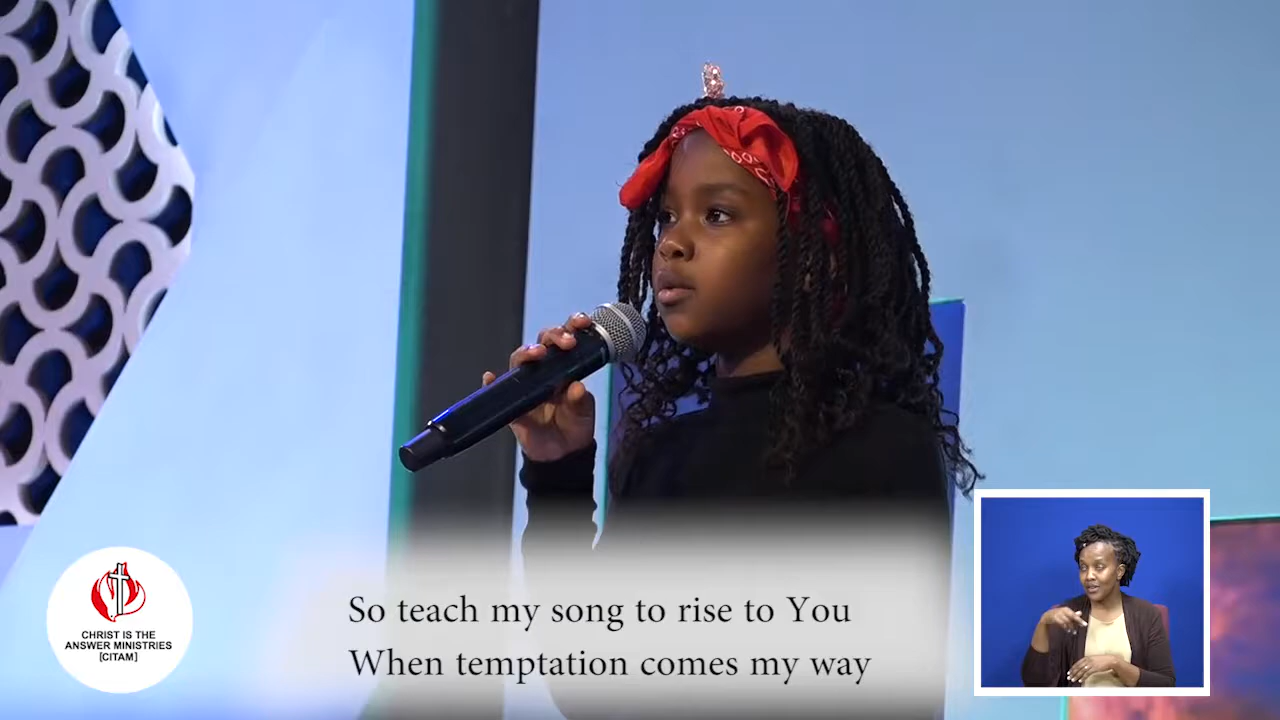 So teach my song to rise to You
When temptation comes my way
CHRIST IS THE
ANSWER MINISTRIES
[CITAM]